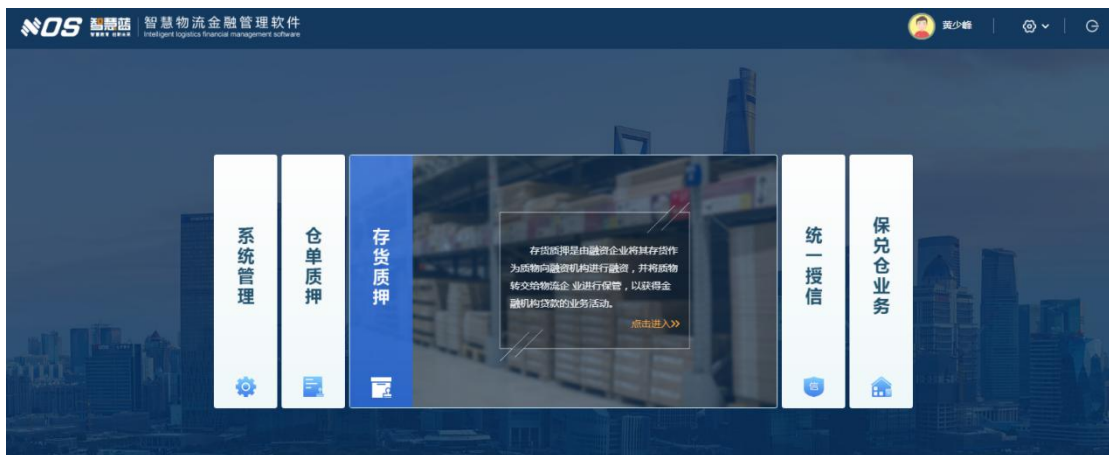 NOS 智慧蓝
智慧物流金融管理软件
Intelligent logistics financial management software
黄少峰
系统管理
仓单质押
存货质押
存货质押是由融资企业将其存货作
为质物向融资机构进行融资，并将质物
转交给物流企 业进行保管，以获得金
融机构贷款的业务活动。
点击进入»
统一授信
信
保兑仓业务